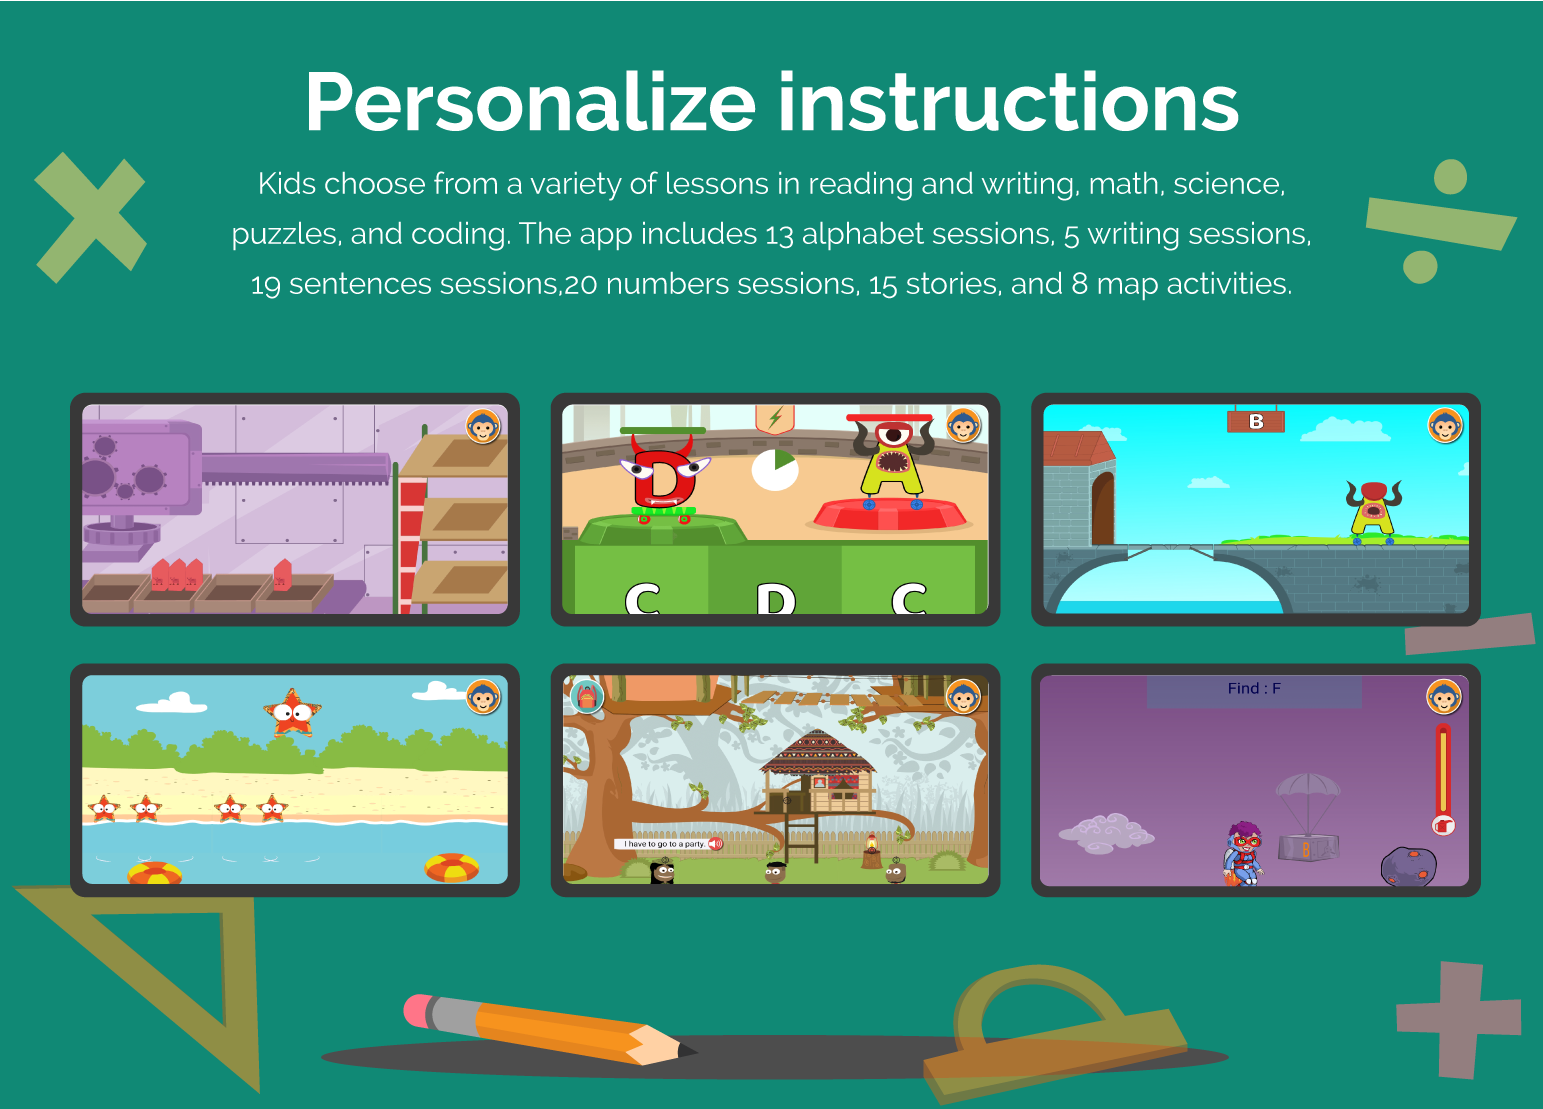 Personalize instructions
Kids choose from a variety of lessons in reading and writing, math, science,
puzzles, and coding. The app includes 13 alphabet sessions, 5 writing sessions,
19 sentences sessions,20 numbers sessions, 15 stories, and 8 map activities.
D
A
C D C
B
A
I have to go to a party.
Find : F
B